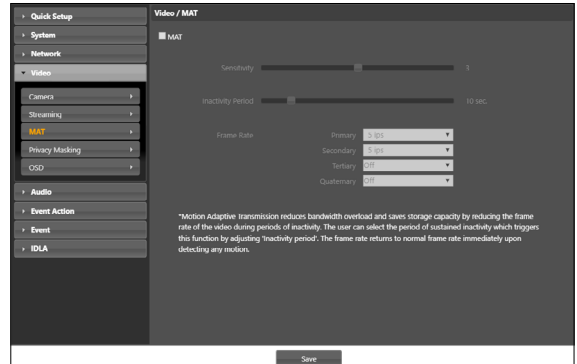 Quick Setup
System
Network
Video
Camera
Streaming
MAT
Privacy Masking
OSD
Audio
Event Action
Event
IDLA
Video / MAT
MAT
Sensitivity 3
Inactivity Period 10 sec.
Frame Rate Primary 5 ips
Secondary 5 ips
Tertiary Off
Quaternary Off
*Motion Adaptive Transmission reduces bandwidth overload and saves storage capacity by reducing the frame
rate of the video during periods of inactivity. The user can select the period of sustained inactivity which triggers
this function by adjusting 'Inactivity period'. The frame rate returns to normal frame rate immediately upon
detecting any motion.
Save